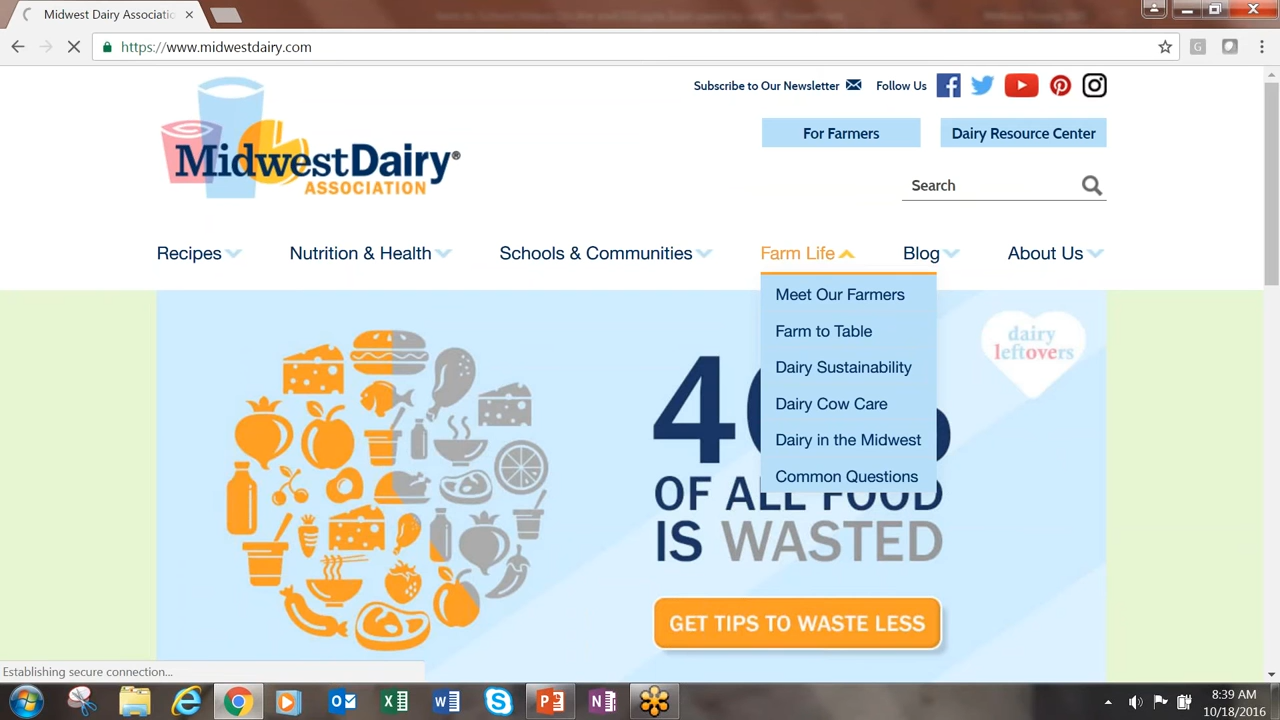 Midwest Dairy Associatio
https://www.midwestdairy.com
Subscribe to Our Newsletter
Follow Us
For Farmers
Dairy Resource Center
MidwestDairy®
ASSOCIATION
Search
Recipes
Nutrition & Health
Schools & Communities
Farm Life
Blog
About Us
Meet Our Farmers
Farm to Table
Dairy Sustainability
Dairy Cow Care
Dairy in the Midwest
Common Questions
dairy
leftovers
OF ALL FOOD
IS WASTED
GET TIPS TO WASTE LESS
Establishing secure connection...
8:39 AM
10/18/2016